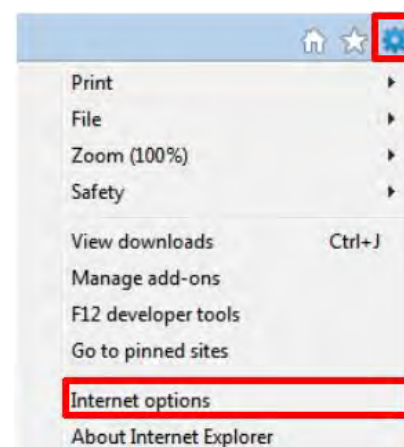 Print
File
Zoom (100%)
Safety
View downloads Ctrl+J
Manage add-ons
F12 developer tools
Go to pinned sites
Internet options
About Internet Explorer